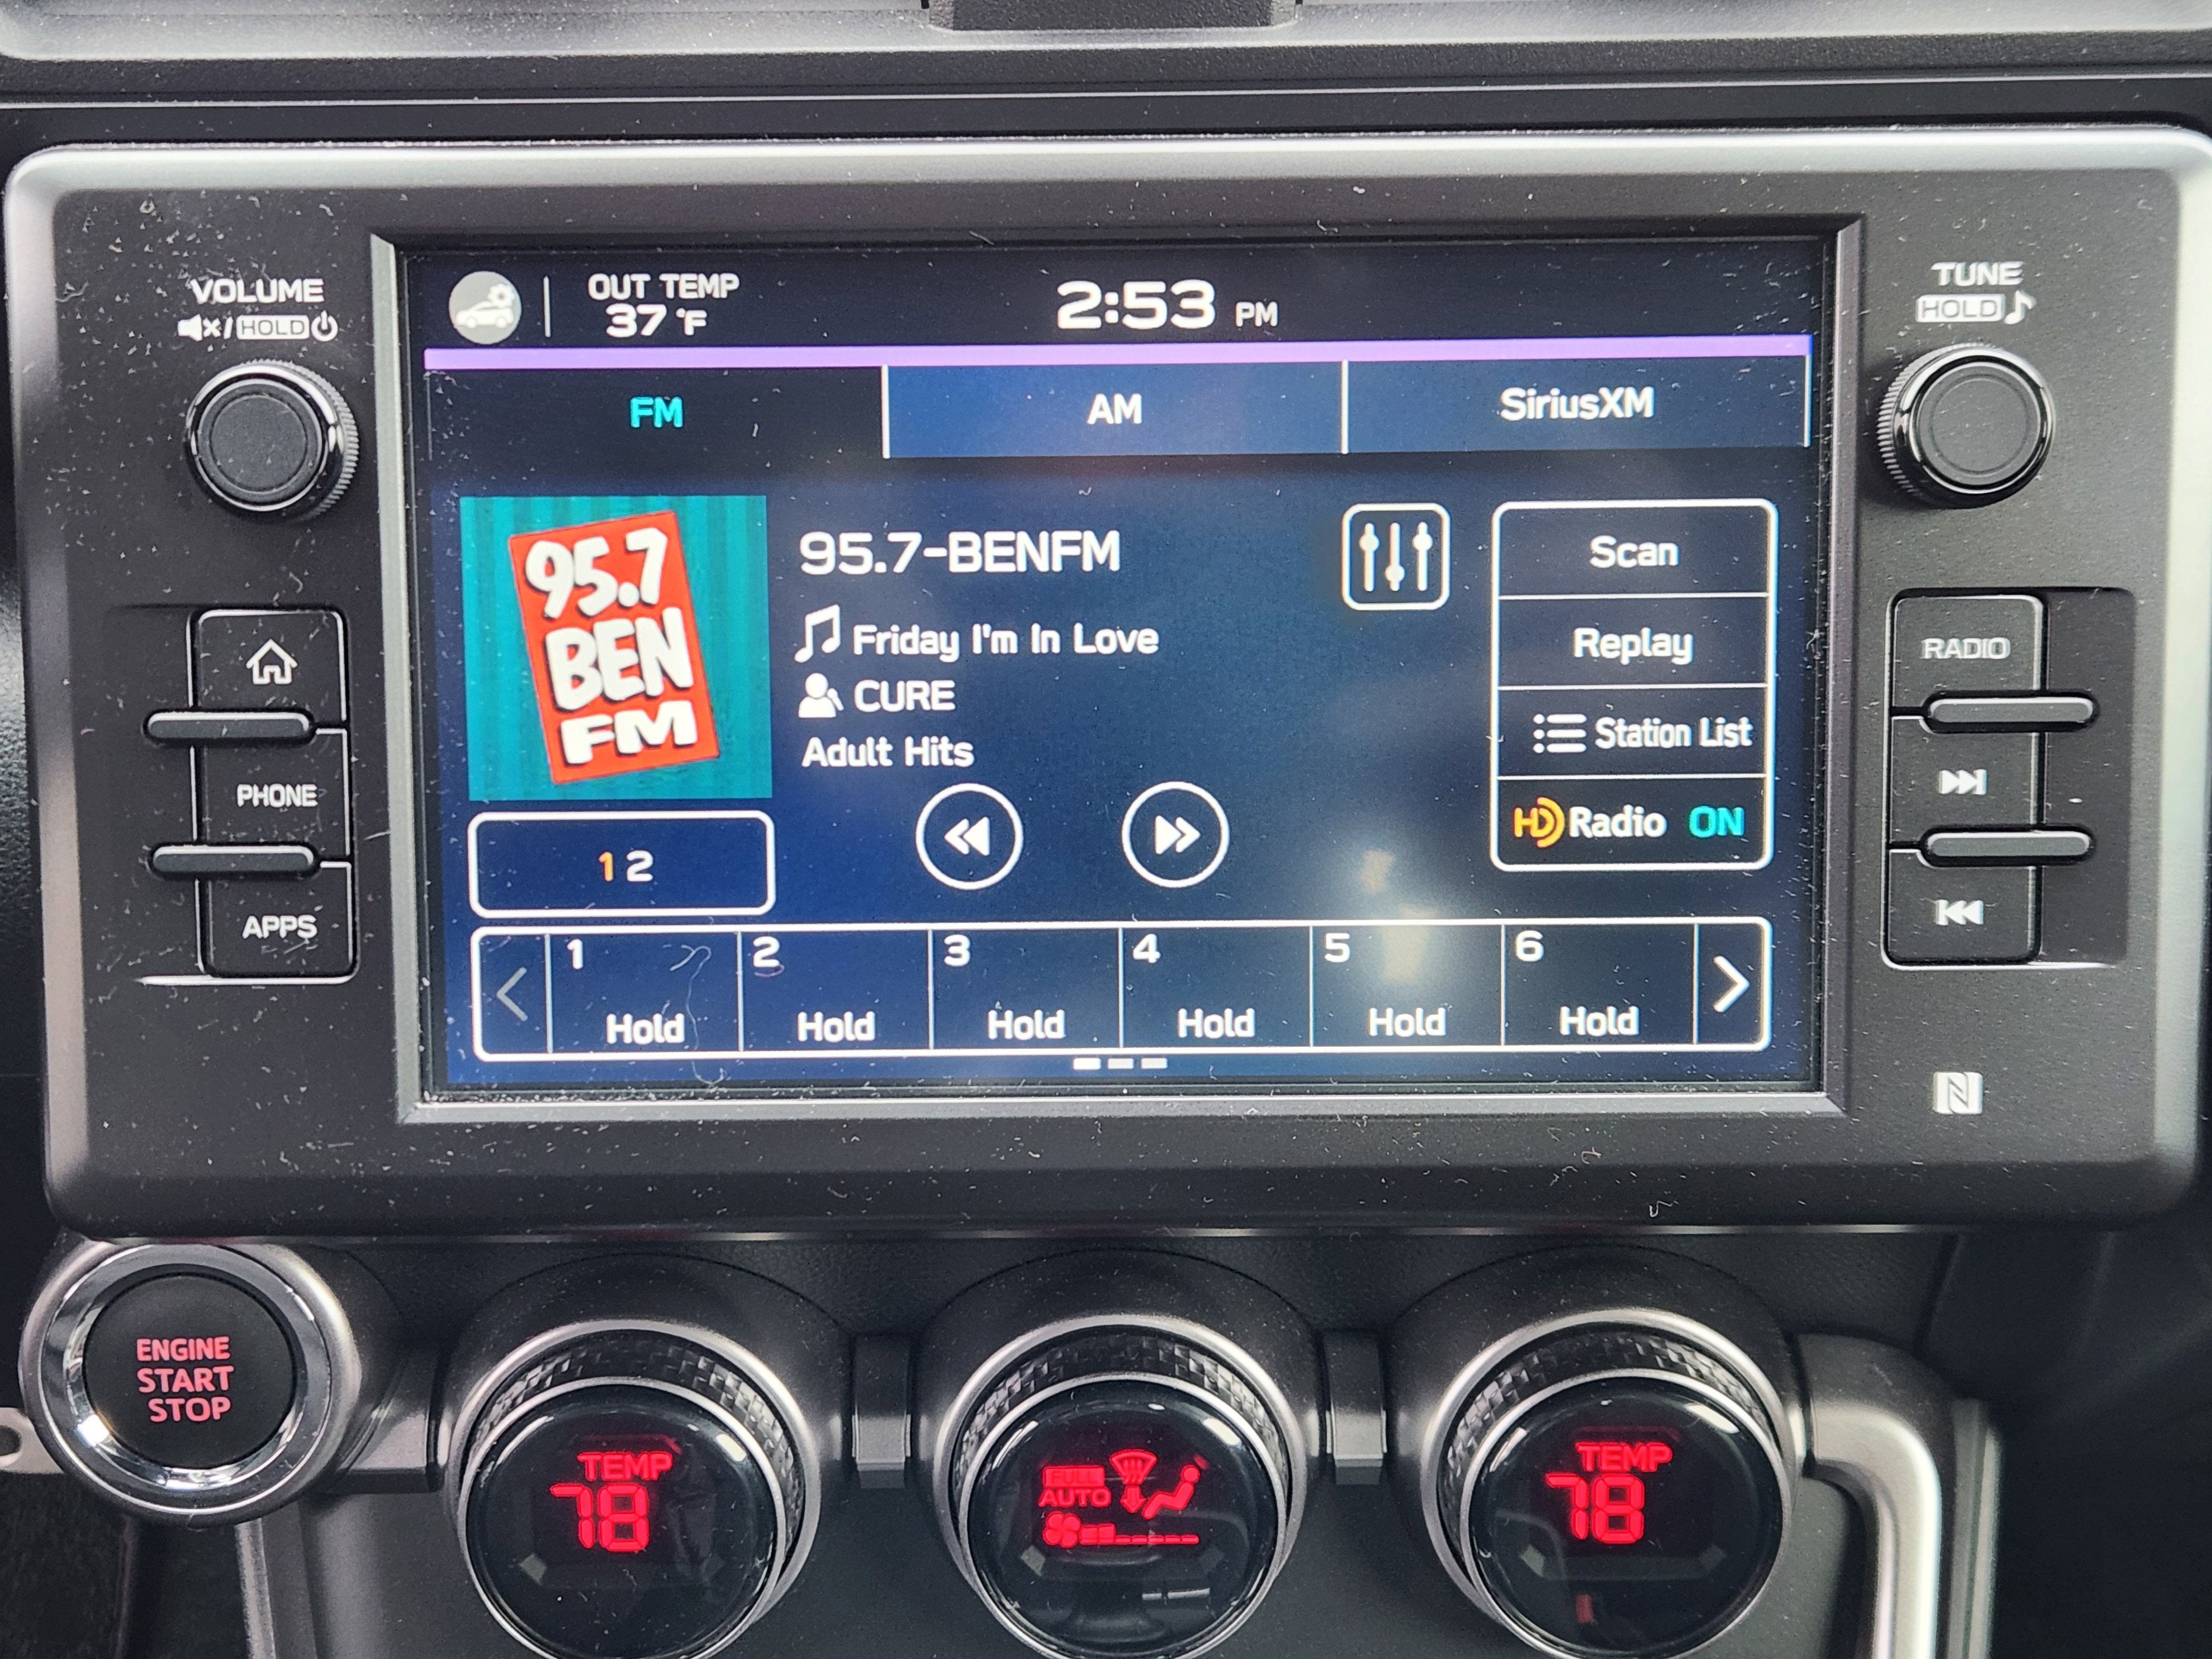 VOLUME
HOLD
TUNE
HOLD
OUT TEMP
37 °F
2:53 PM
FM
AM
SiriusXM
95.7
BEN
FM
95.7-BENFM
Friday I'm In Love
CURE
Adult Hits
Scan
Replay
Station List
HD Radio ON
1 2
1
Hold
2
Hold
3
Hold
4
Hold
5
Hold
6
Hold
PHONE
APPS
RADIO
N
ENGINE
START
STOP
TEMP
78
FULL
AUTO
TEMP
78